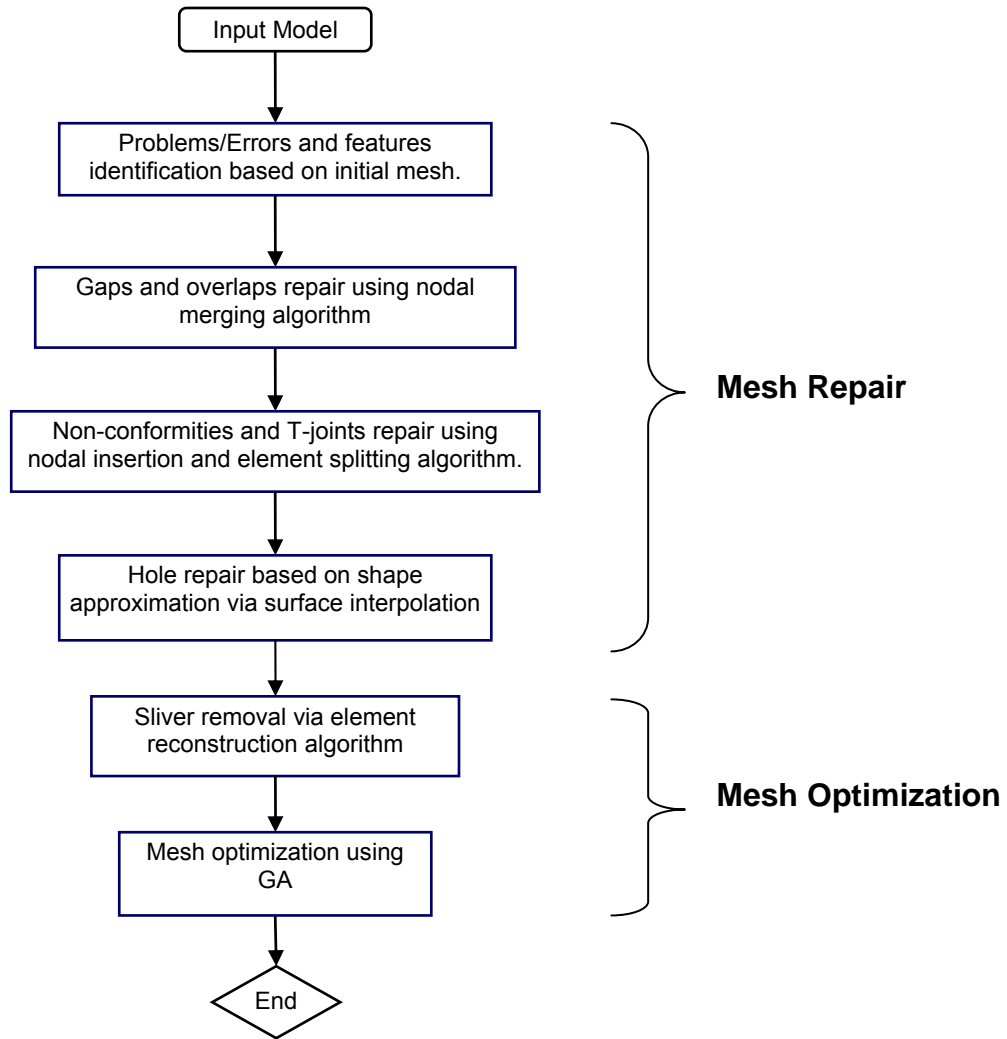 Input Model
Problems/Errors and features
identification based on initial mesh.
Gaps and overlaps repair using nodal
merging algorithm
Non-conformities and T-joints repair using
nodal insertion and element splitting algorithm.
Hole repair based on shape
approximation via surface interpolation
Mesh Repair
Sliver removal via element
reconstruction algorithm
Mesh optimization using
GA
Mesh Optimization
End